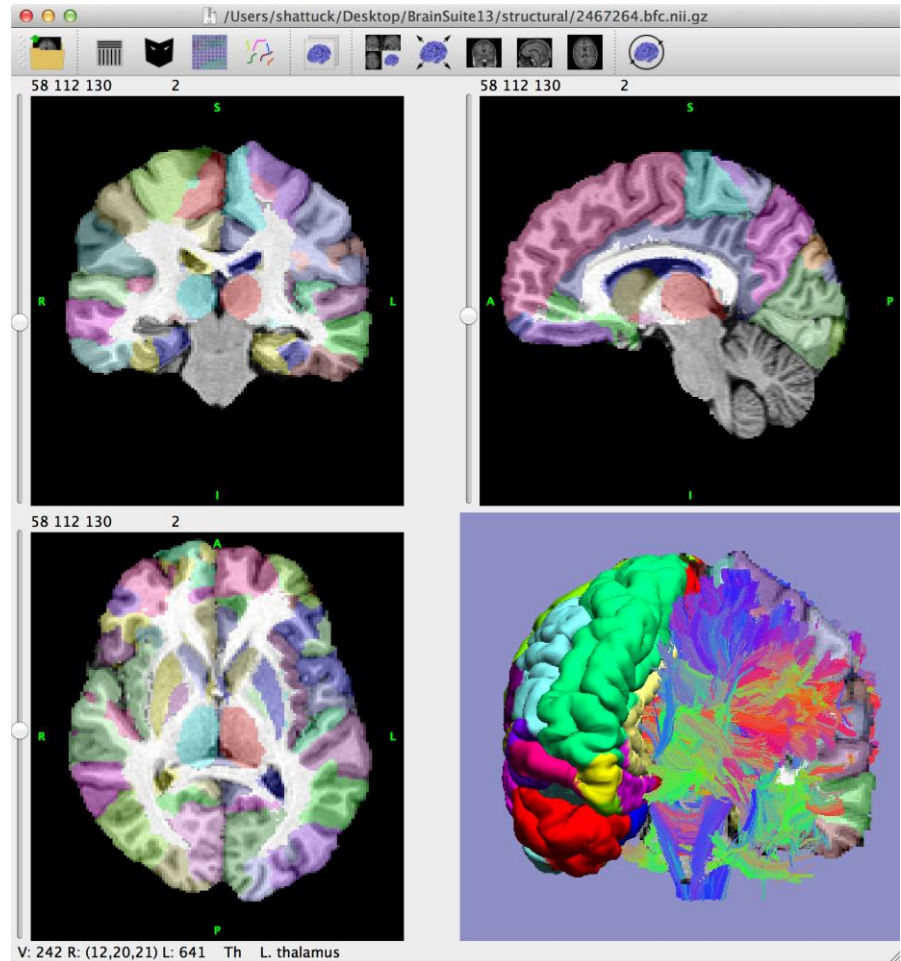 /Users/shattuck/Desktop/BrainSuite13/structural/2467264.bfc.nii.gz
58 112 130 2
58 112 130 2
S
S
R
L
A
P
I
I
58 112 130 2
A
R
L
P
V: 242 R: (12,20,21) L: 641 Th L. thalamus